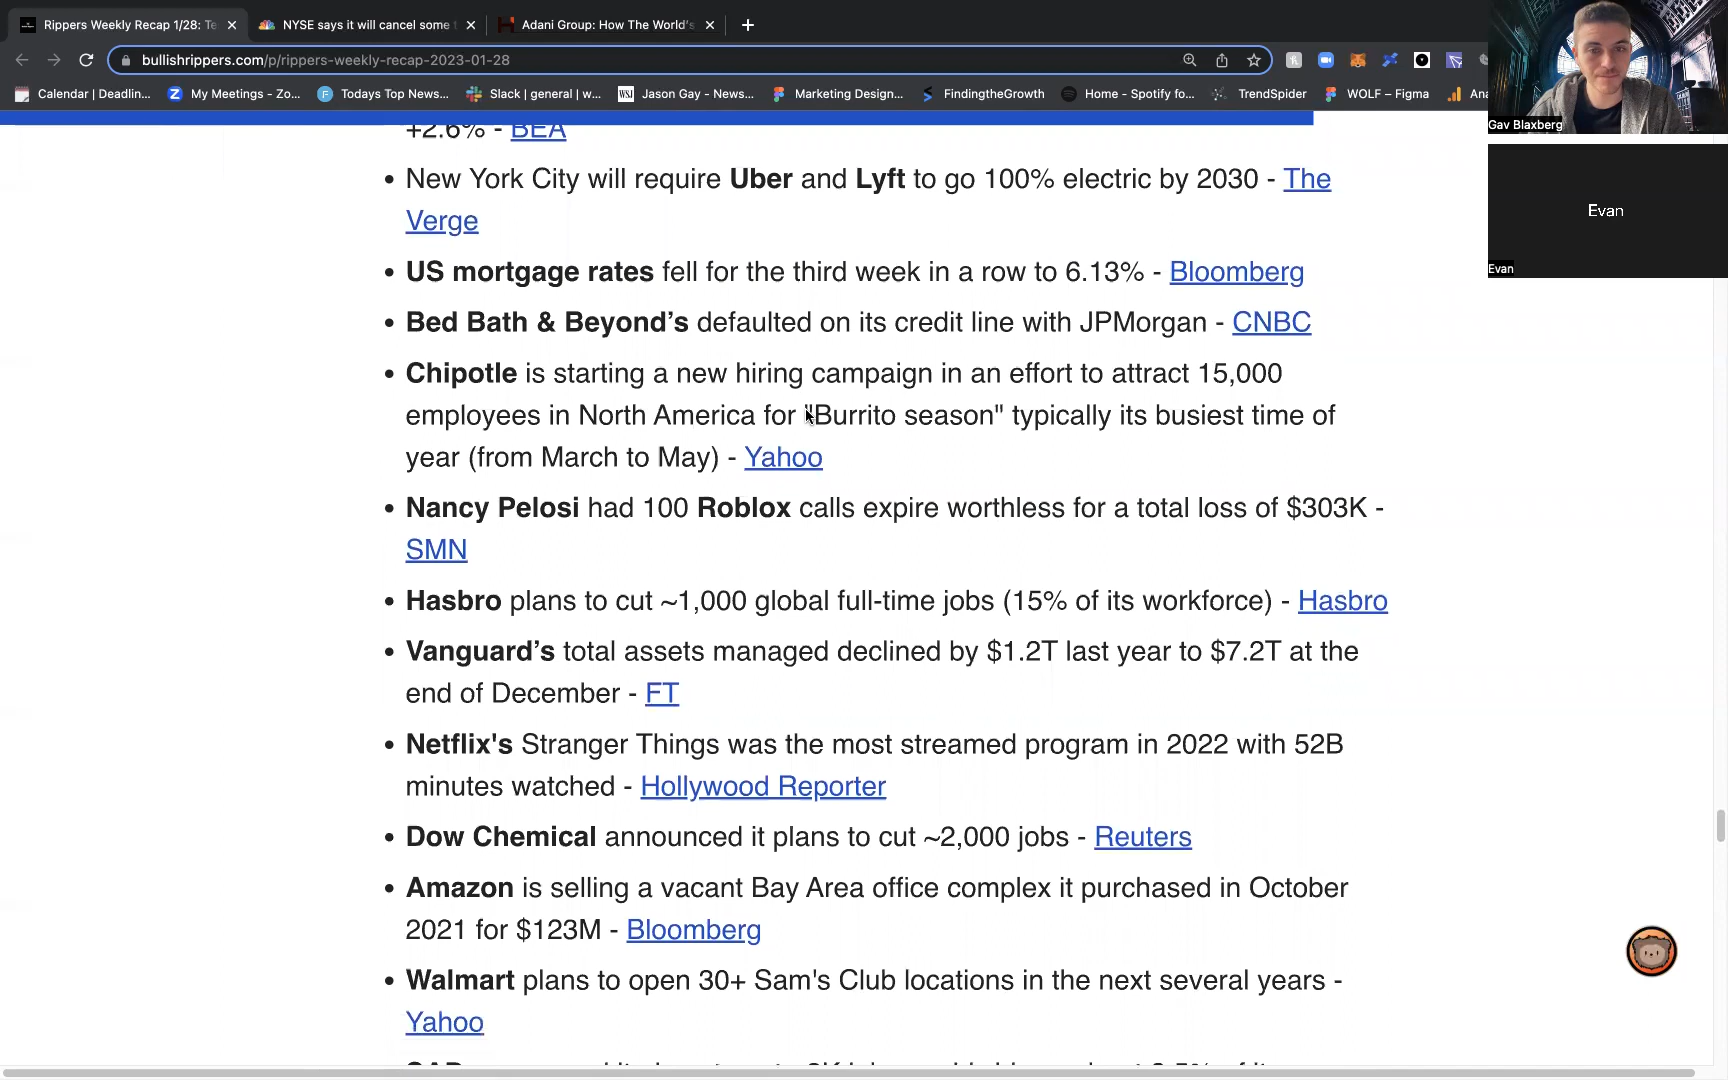 Rippers Weekly Recap 1/28: Te
NYSE says it will cancel some t
Adani Group: How The World's
bullishrippers.com/p/rippers-weekly-recap-2023-01-28
Calendar | Deadlin...
My Meetings - Zo...
Todays Top News...
Slack | general | w...
WSJ
Jason Gay - News...
Marketing Design...
FindingtheGrowth
Home - Spotify fo...
TrendSpider
WOLF – Figma
Ana
Gav Blaxberg
Evan
Evan
+2.6% - BEA
• New York City will require Uber and Lyft to go 100% electric by 2030 - The
Verge
• US mortgage rates fell for the third week in a row to 6.13% - Bloomberg
• Bed Bath & Beyond’s defaulted on its credit line with JPMorgan - CNBC
• Chipotle is starting a new hiring campaign in an effort to attract 15,000
employees in North America for "Burrito season" typically its busiest time of
year (from March to May) - Yahoo
• Nancy Pelosi had 100 Roblox calls expire worthless for a total loss of $303K -
SMN
• Hasbro plans to cut ~1,000 global full-time jobs (15% of its workforce) - Hasbro
• Vanguard’s total assets managed declined by $1.2T last year to $7.2T at the
end of December - FT
• Netflix's Stranger Things was the most streamed program in 2022 with 52B
minutes watched - Hollywood Reporter
• Dow Chemical announced it plans to cut ~2,000 jobs - Reuters
• Amazon is selling a vacant Bay Area office complex it purchased in October
2021 for $123M - Bloomberg
• Walmart plans to open 30+ Sam's Club locations in the next several years -
Yahoo